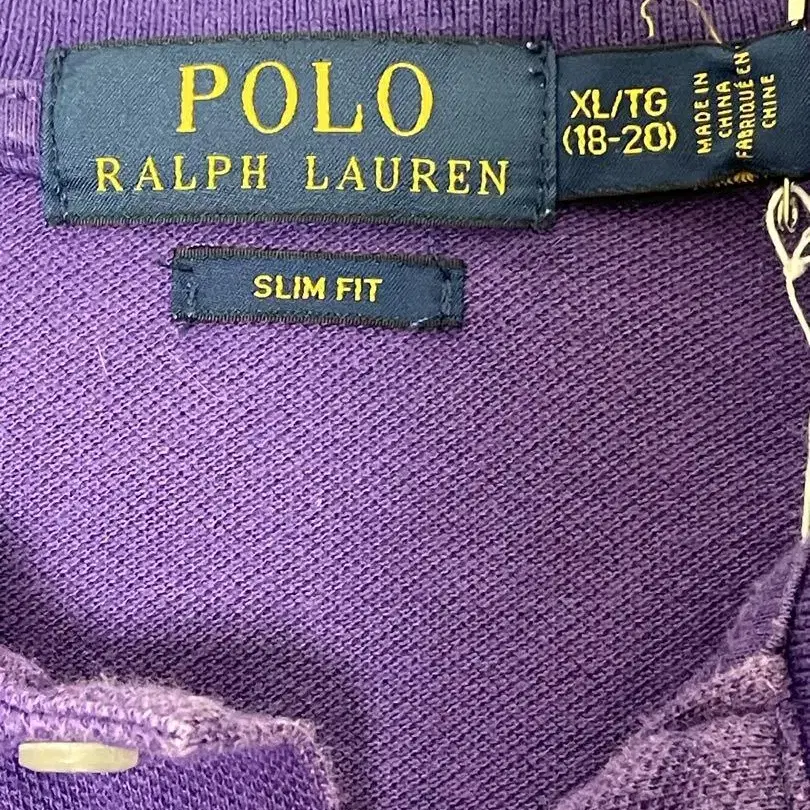 POLO
RALPH LAUREN
XL/TG
(18-20)
MADE IN
CHINA
FABRIQUÉ EN
CHINE
SLIM FIT